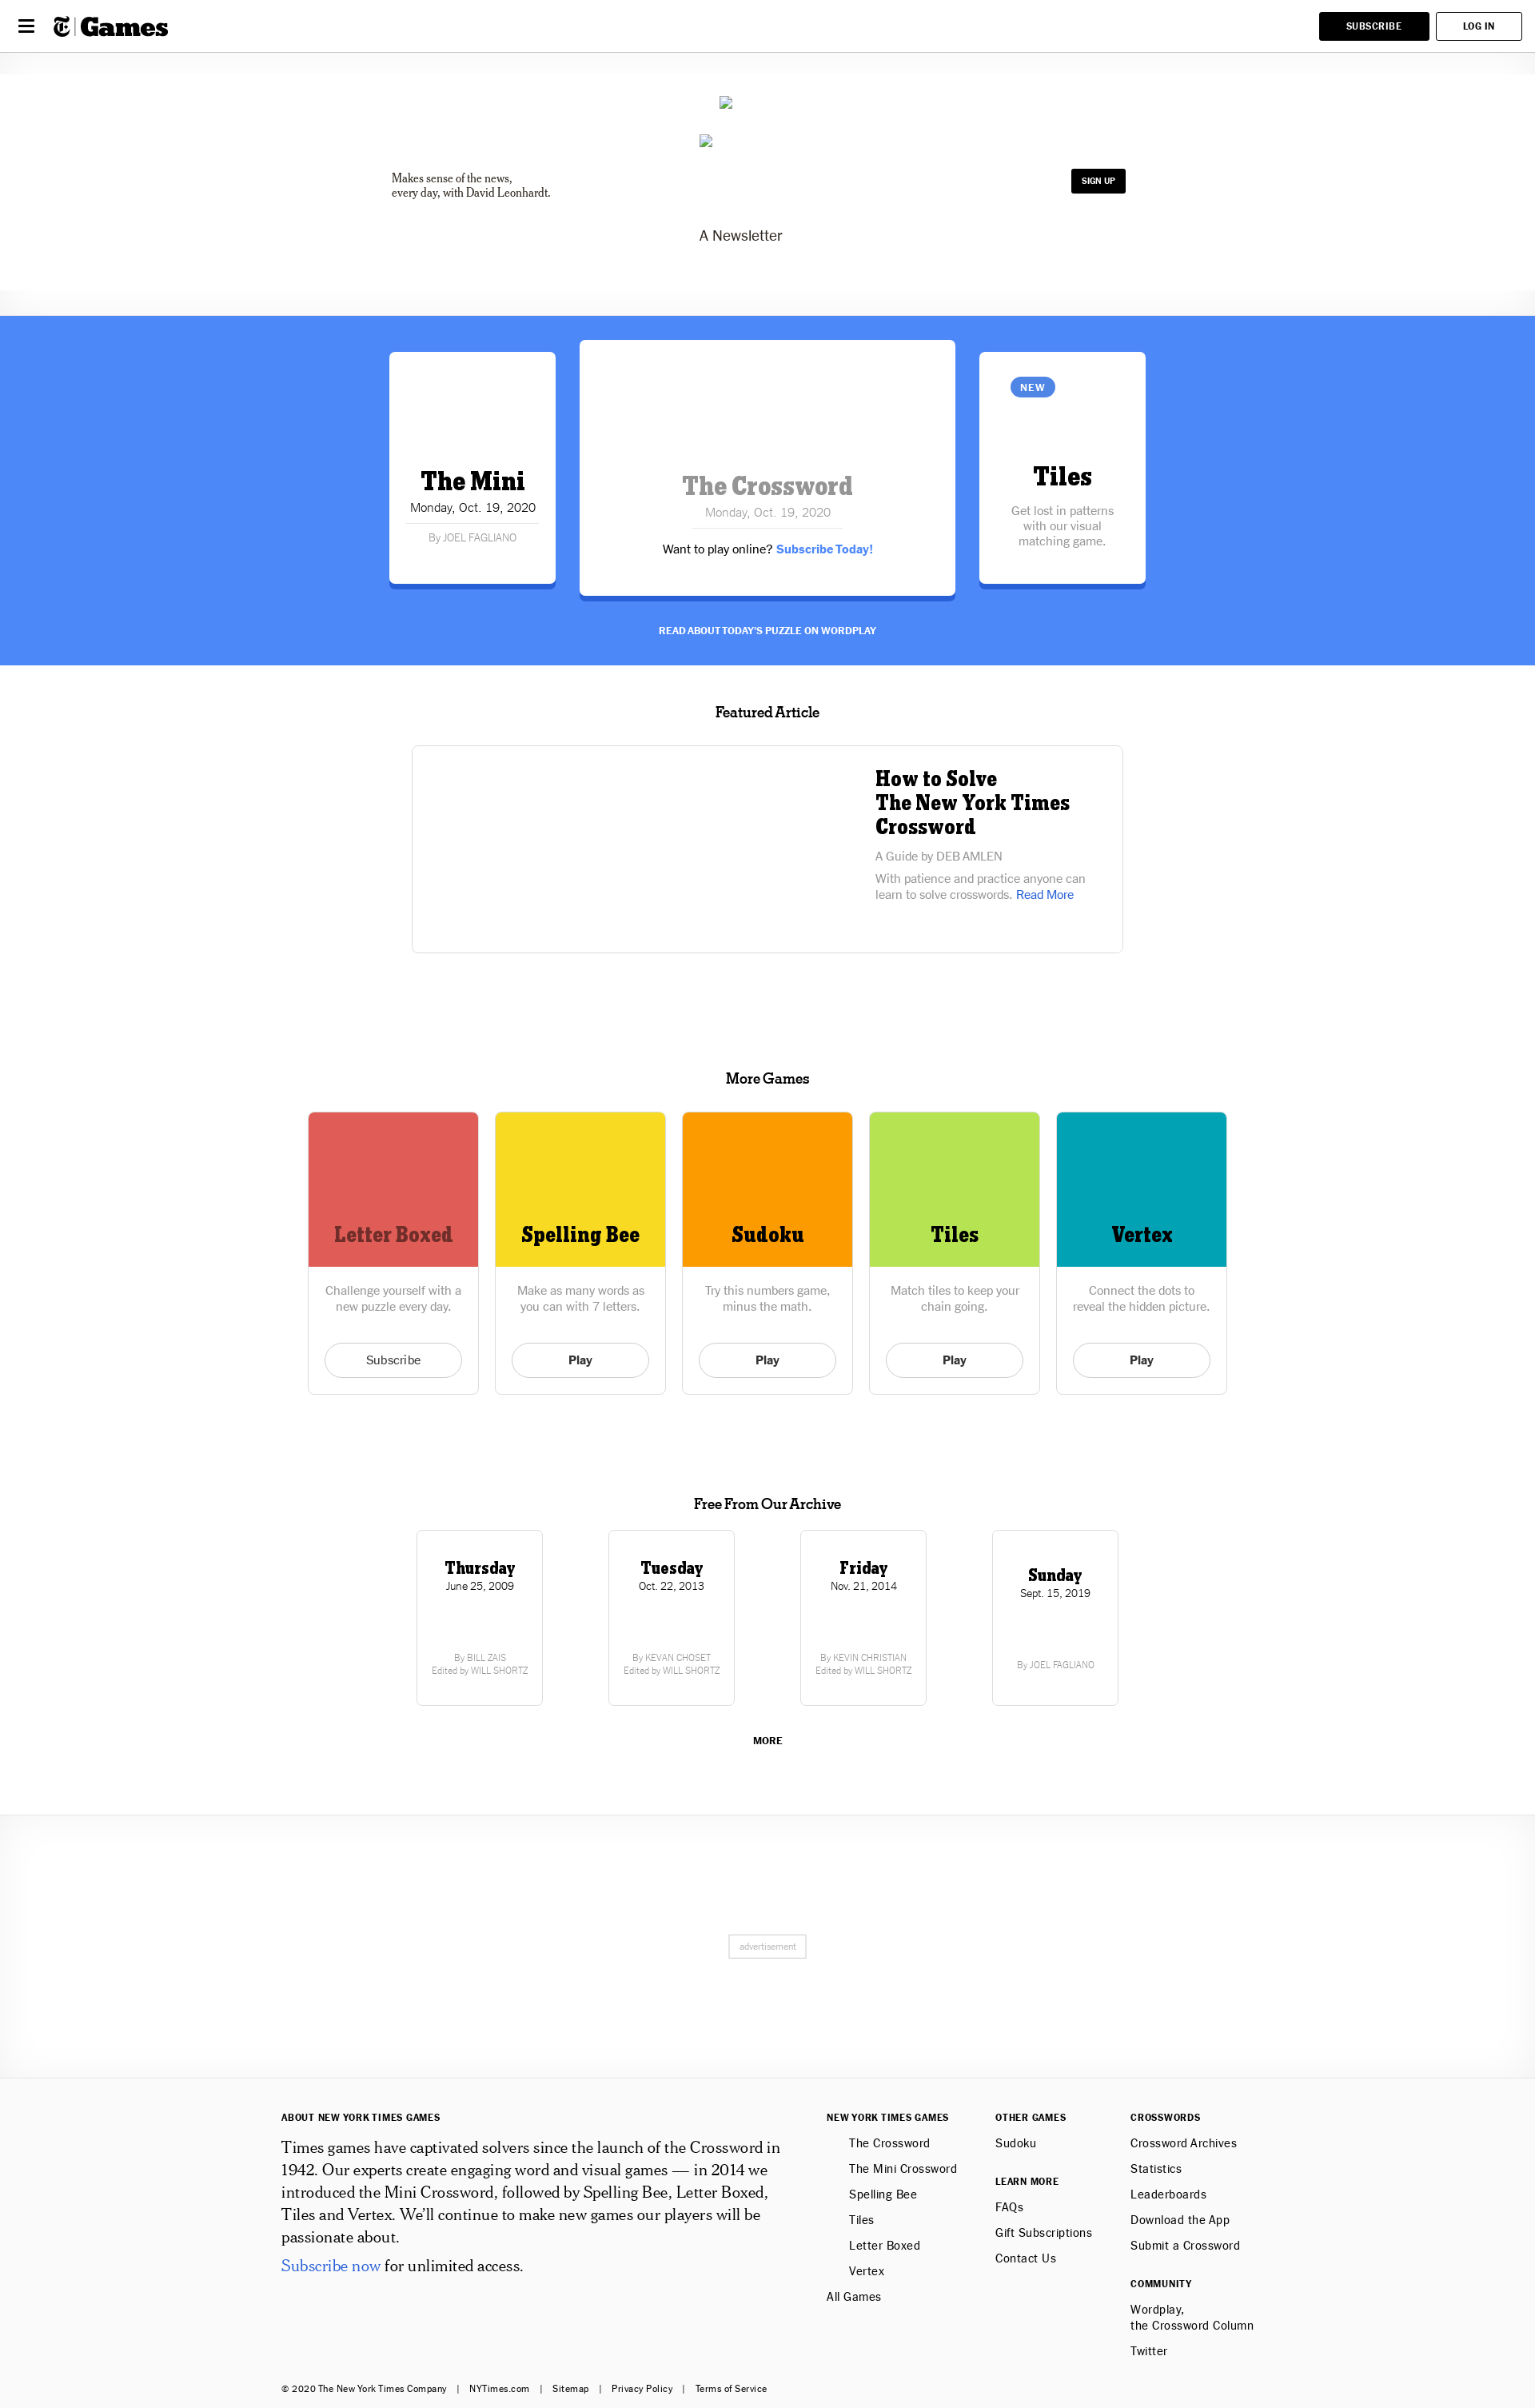 T Games
SUBSCRIBE
LOG IN
Makes sense of the news,
every day, with David Leonhardt.
SIGN UP
A Newsletter
The Mini
Monday, Oct. 19, 2020
By JOEL FAGLIANO
The Crossword
Monday, Oct. 19, 2020
Want to play online? Subscribe Today!
NEW
Tiles
Get lost in patterns
with our visual
matching game.
READ ABOUT TODAY'S PUZZLE ON WORDPLAY
Featured Article
How to Solve
The New York Times
Crossword
A Guide by DEB AMLEN
With patience and practice anyone can
learn to solve crosswords. Read More
More Games
Letter Boxed
Challenge yourself with a
new puzzle every day.
Subscribe
Spelling Bee
Make as many words as
you can with 7 letters.
Play
Sudoku
Try this numbers game,
minus the math.
Play
Tiles
Match tiles to keep your
chain going.
Play
Vertex
Connect the dots to
reveal the hidden picture.
Play
Free From Our Archive
Thursday
June 25, 2009
By BILL ZAIS
Edited by WILL SHORTZ
Tuesday
Oct. 22, 2013
By KEVAN CHOSET
Edited by WILL SHORTZ
Friday
Nov. 21, 2014
By KEVIN CHRISTIAN
Edited by WILL SHORTZ
Sunday
Sept. 15, 2019
By JOEL FAGLIANO
MORE
advertisement
ABOUT NEW YORK TIMES GAMES
Times games have captivated solvers since the launch of the Crossword in
1942. Our experts create engaging word and visual games — in 2014 we
introduced the Mini Crossword, followed by Spelling Bee, Letter Boxed,
Tiles and Vertex. We’ll continue to make new games our players will be
passionate about.
Subscribe now for unlimited access.
NEW YORK TIMES GAMES
The Crossword
The Mini Crossword
Spelling Bee
Tiles
Letter Boxed
Vertex
All Games
OTHER GAMES
Sudoku
LEARN MORE
FAQs
Gift Subscriptions
Contact Us
CROSSWORDS
Crossword Archives
Statistics
Leaderboards
Download the App
Submit a Crossword
COMMUNITY
Wordplay,
the Crossword Column
Twitter
© 2020 The New York Times Company | NYTimes.com | Sitemap | Privacy Policy | Terms of Service